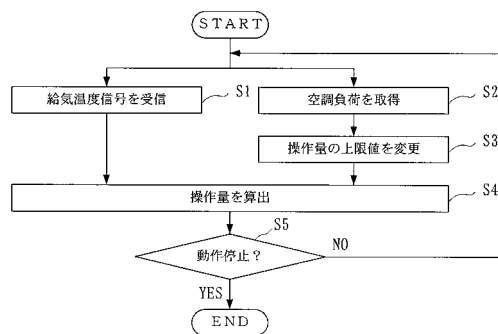 START
給気温度信号を受信
S1
空調負荷を取得
S2
操作量の上限値を変更
S3
操作量を算出
S4
動作停止？
S5
NO
YES
END